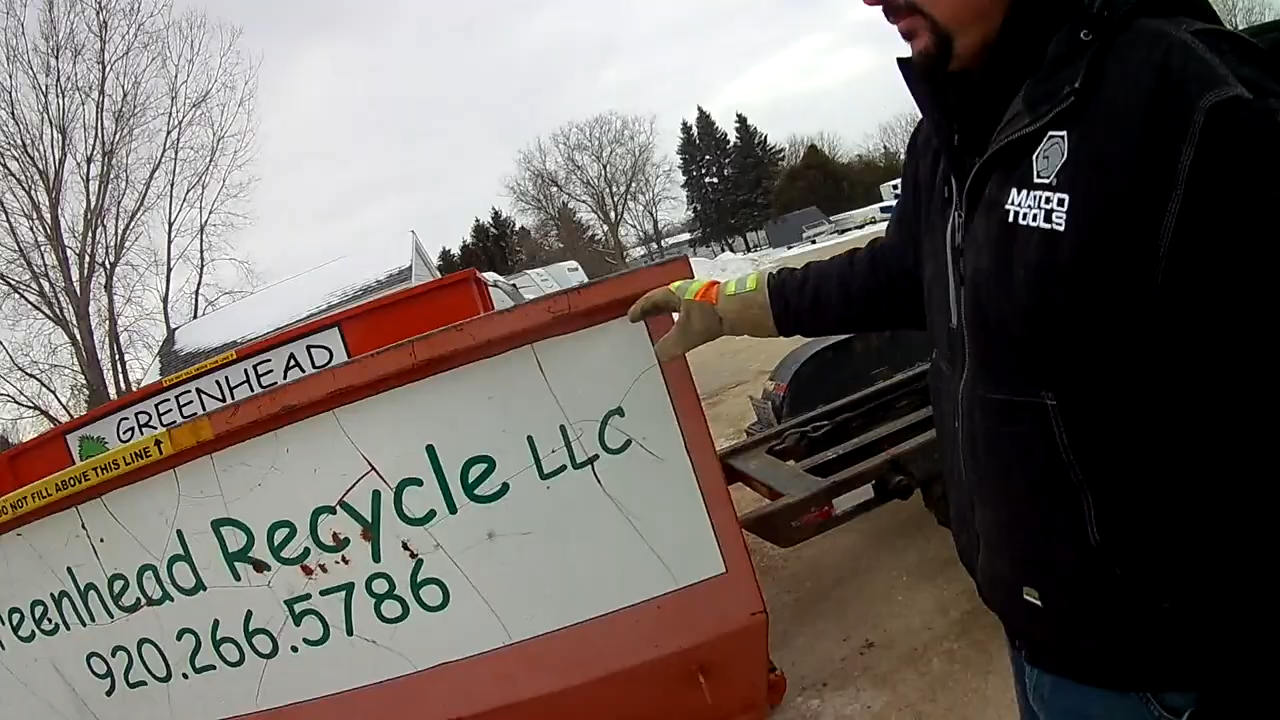 GREENHEAD
DO NOT FILL ABOVE THIS LINE
reenhead Recycle LLC
920.266.5786
MATCO
TOOLS